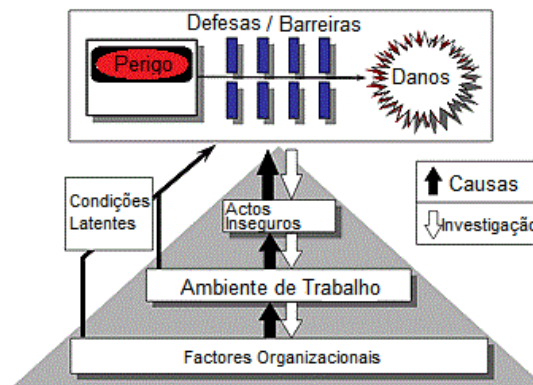 Defesas / Barreiras
Perigo
Danos
Condições
Latentes
Actos
Inseguros
Causas
Investigação
Ambiente de Trabalho
Factores Organizacionais